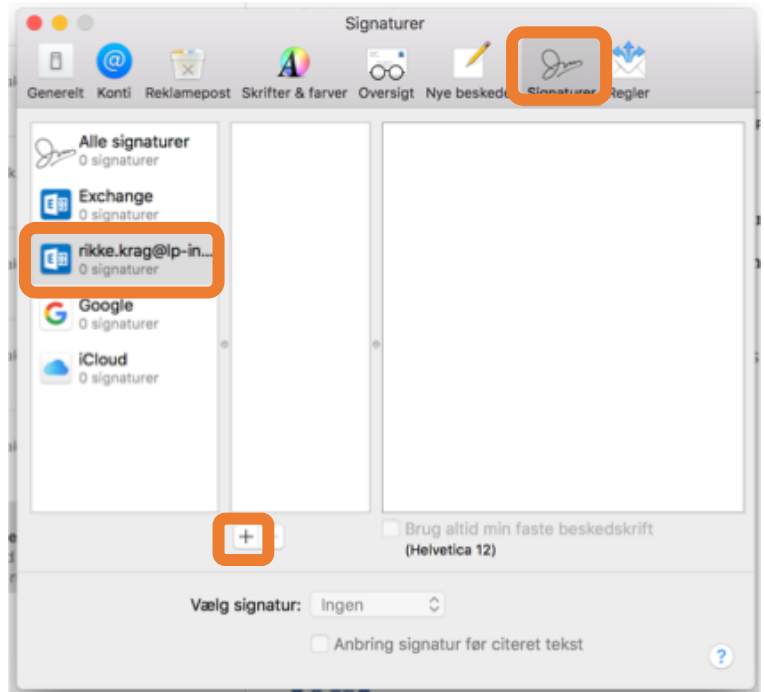 Signaturer
Generelt Konti Reklamepost Skrifter & farver Oversigt Nye beskeder Signaturer Regler
Alle signaturer
0 signaturer
Exchange
0 signaturer
rikke.krag@lp-in...
0 signaturer
Google
0 signaturer
iCloud
0 signaturer
Brug altid min faste beskedskrift
(Helvetica 12)
Vælg signatur: Ingen
Anbring signatur før citeret tekst
?